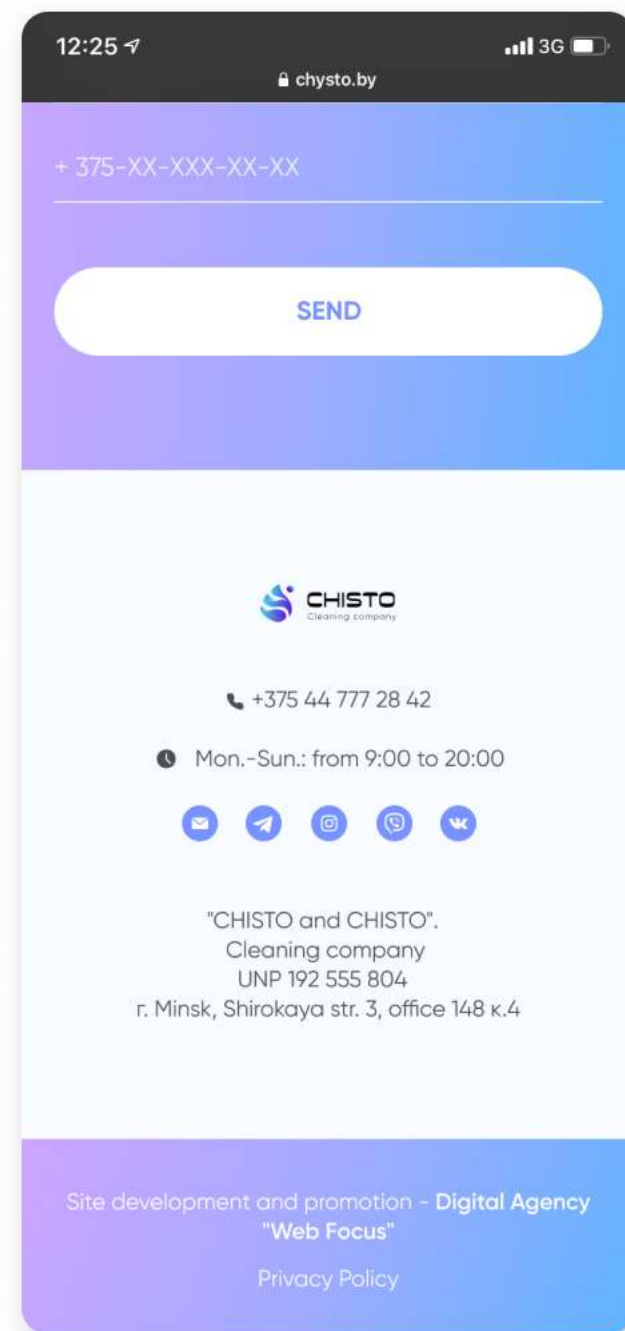 12:25
3G
chysto.by
+ 375-XX-XXX-XX-XX
SEND
CHISTO
Cleaning company
+375 44 777 28 42
Mon.-Sun.: from 9:00 to 20:00
"CHISTO and CHISTO".
Cleaning company
UNP 192 555 804
г. Minsk, Shirokaya str. 3, office 148 к.4
Site development and promotion - Digital Agency
"Web Focus"
Privacy Policy